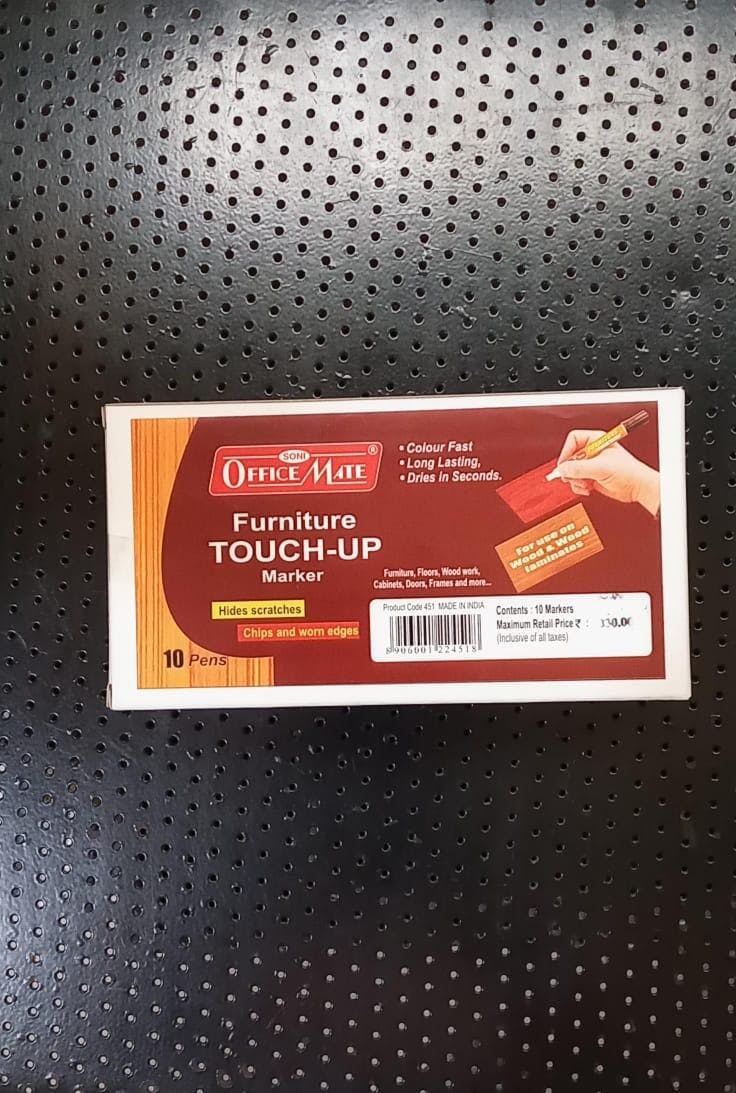 SONI
OFFICE MATE ®
• Colour Fast
• Long Lasting,
• Dries in Seconds.
Furniture
TOUCH-UP
Marker
For use on
Wood & Wood
laminates
Furniture, Floors, Wood work,
Cabinets, Doors, Frames and more...
Hides scratches
Chips and worn edges
10 Pens
Product Code 451 MADE IN INDIA
8906001224518
Contents : 10 Markers
Maximum Retail Price ₹ :
(Inclusive of all taxes)